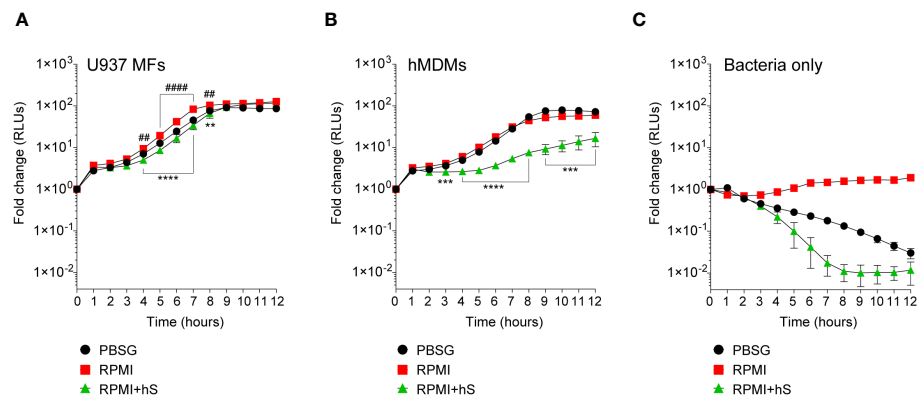 A
U937 MFs
Fold change (RLUs)
1×10³
1×10²
1×10¹
1×10⁰
1×10⁻¹
1×10⁻²
##
####
##
**
****
0 1 2 3 4 5 6 7 8 9 10 11 12
Time (hours)
PBSG
RPMI
RPMI+hS
B
hMDMs
Fold change (RLUs)
1×10³
1×10²
1×10¹
1×10⁰
1×10⁻¹
1×10⁻²
***
****
***
0 1 2 3 4 5 6 7 8 9 10 11 12
Time (hours)
PBSG
RPMI
RPMI+hS
C
Bacteria only
Fold change (RLUs)
1×10³
1×10²
1×10¹
1×10⁰
1×10⁻¹
1×10⁻²
0 1 2 3 4 5 6 7 8 9 10 11 12
Time (hours)
PBSG
RPMI
RPMI+hS